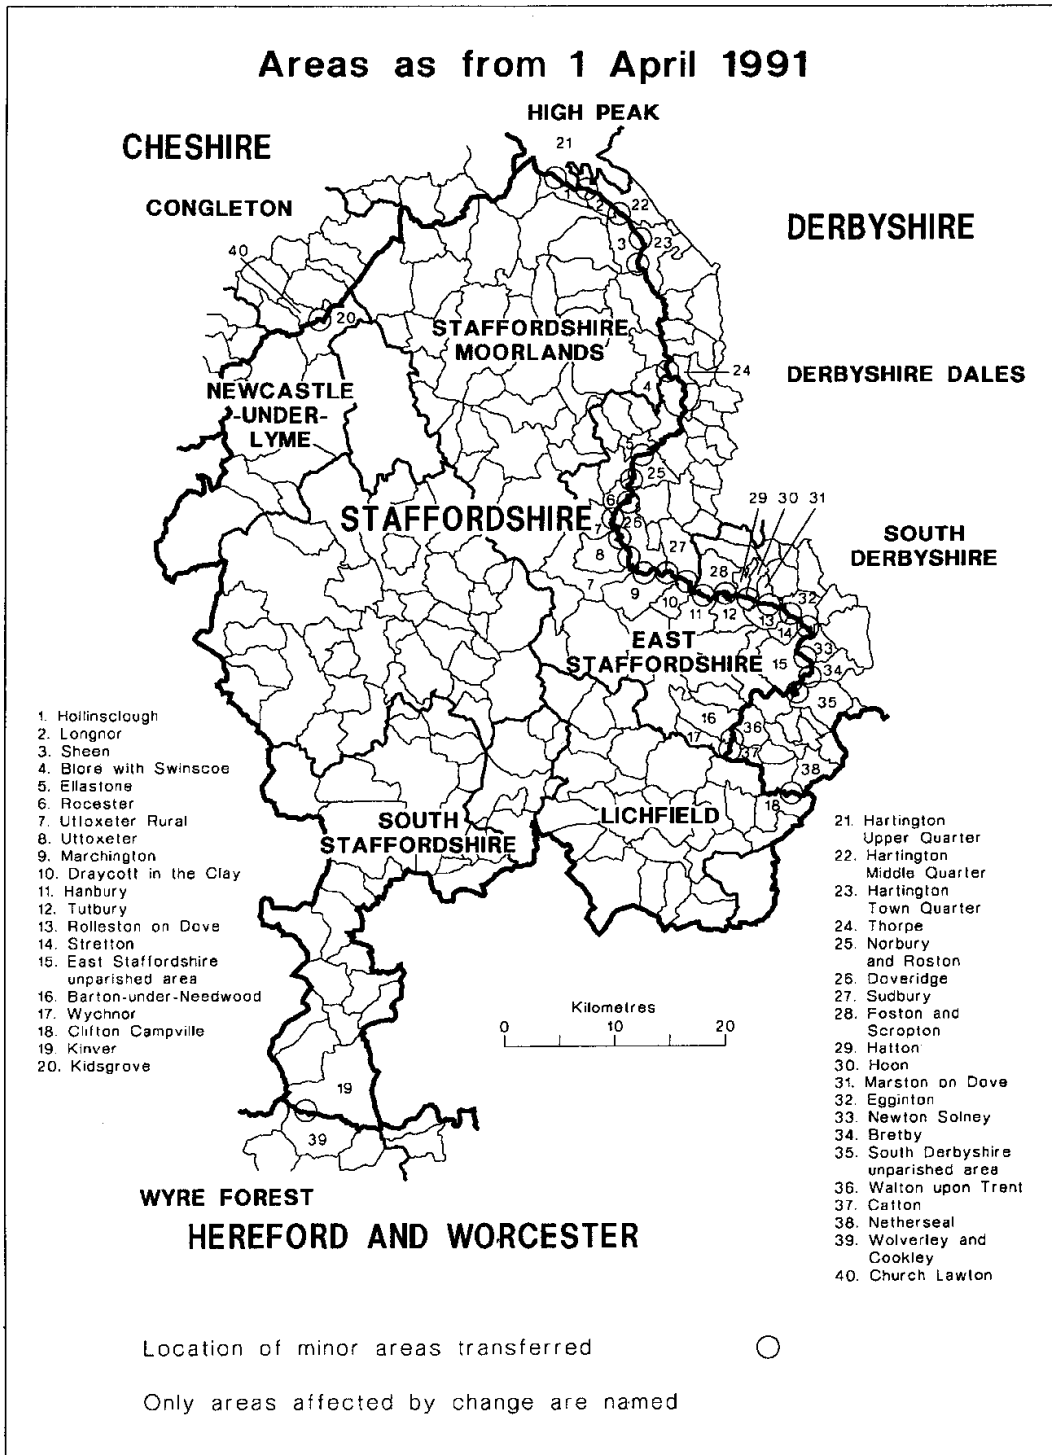 Areas as from 1 April 1991
HIGH PEAK
CHESHIRE
21
CONGLETON
1
2
22
DERBYSHIRE
3
23
40
20
STAFFORDSHIRE
MOORLANDS
24
DERBYSHIRE DALES
4
NEWCASTLE
-UNDER-
LYME
5
25
6
29 30 31
STAFFORDSHIRE
7
26
SOUTH
DERBYSHIRE
8
27
7
9
10
28
11
12
13
32
14
EAST
STAFFORDSHIRE
15
33
34
35
16
36
17
37
38
18
SOUTH
STAFFORDSHIRE
LICHFIELD
1. Hollinsclough
2. Longnor
3. Sheen
4. Blore with Swinscoe
5. Ellastone
6. Rocester
7. Uttoxeter Rural
8. Uttoxeter
9. Marchington
10. Draycott in the Clay
11. Hanbury
12. Tutbury
13. Rolleston on Dove
14. Stretton
15. East Staffordshire
unparished area
16. Barton-under-Needwood
17. Wychnor
18. Clifton Campville
19. Kinver
20. Kidsgrove
21. Hartington
Upper Quarter
22. Hartington
Middle Quarter
23. Hartington
Town Quarter
24. Thorpe
25. Norbury
and Roston
26. Doveridge
27. Sudbury
28. Foston and
Scropton
29. Hatton
30. Hoon
31. Marston on Dove
32. Egginton
33. Newton Solney
34. Bretby
35. South Derbyshire
unparished area
36. Walton upon Trent
37. Catton
38. Netherseal
39. Wolverley and
Cookley
40. Church Lawton
Kilometres
0 10 20
19
39
WYRE FOREST
HEREFORD AND WORCESTER
Location of minor areas transferred
Only areas affected by change are named